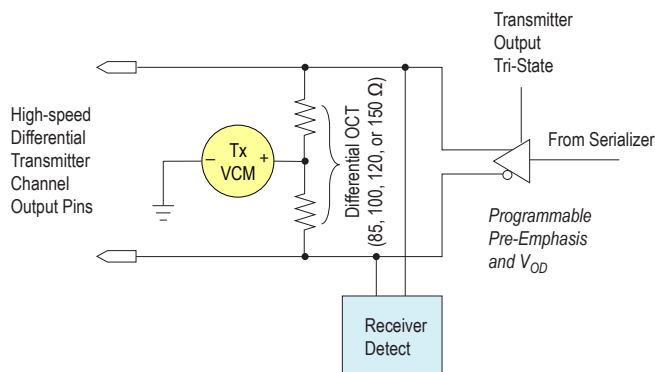 Transmitter
Output
Tri-State
High-speed
Differential
Transmitter
Channel
Output Pins
− Tx +
VCM
Differential OCT
(85, 100, 120, or 150 Ω)
From Serializer
Programmable
Pre-Emphasis
and VOD
Receiver
Detect